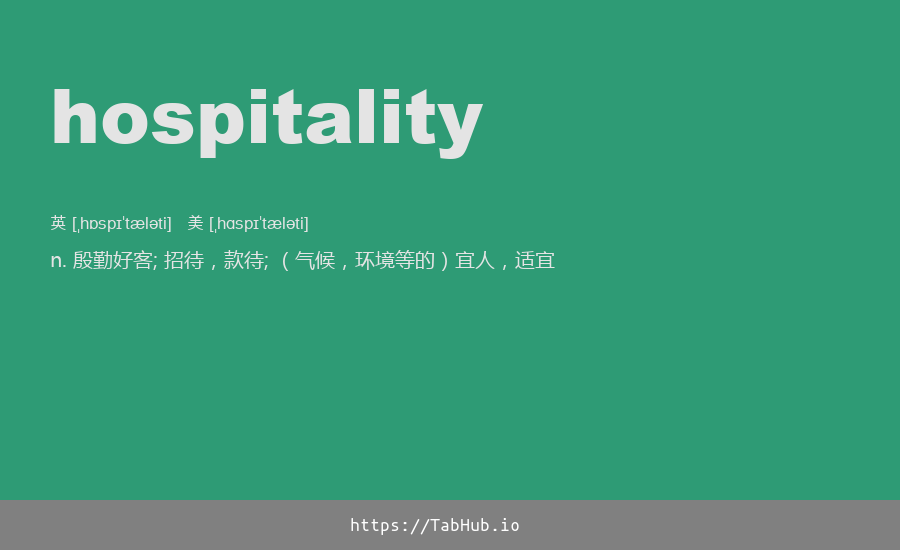 hospitality
英 [ˌhɒspɪˈtæləti] 美 [ˌhɑspɪˈtæləti]
n. 殷勤好客; 招待，款待; （气候，环境等的）宜人，适宜
https://TabHub.io